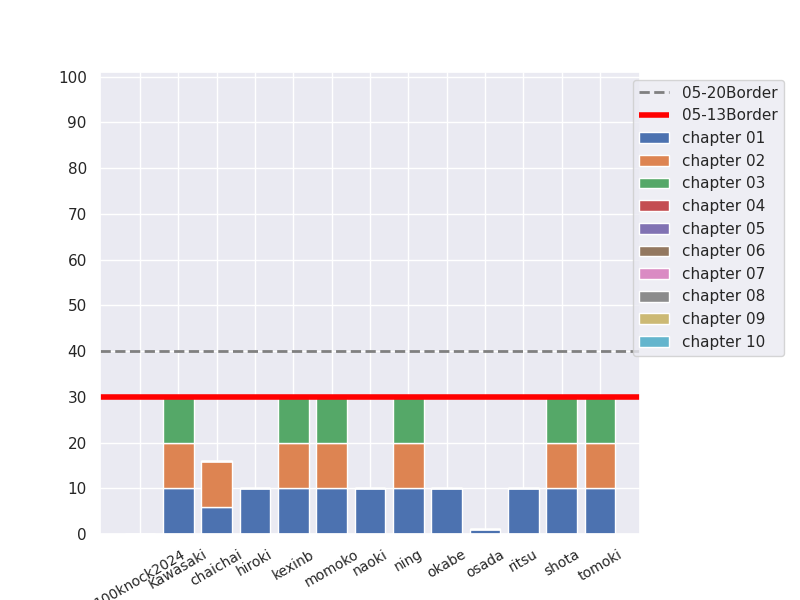 100
90
80
70
60
50
40
30
20
10
0
05-20Border
05-13Border
chapter 01
chapter 02
chapter 03
chapter 04
chapter 05
chapter 06
chapter 07
chapter 08
chapter 09
chapter 10
100knock2024
kawasaki
chaichai
hiroki
kexinb
momoko
naoki
ning
okabe
osada
ritsu
shota
tomoki